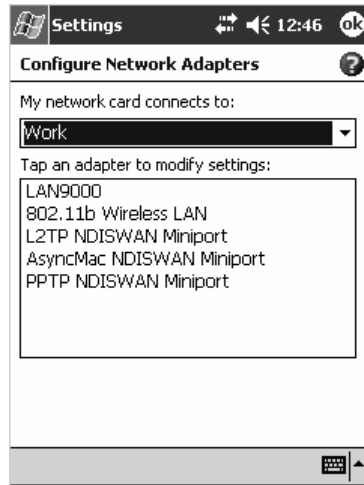 Settings 12:46 ok
Configure Network Adapters ?
My network card connects to:
Work
Tap an adapter to modify settings:
LAN9000
802.11b Wireless LAN
L2TP NDISWAN Miniport
AsyncMac NDISWAN Miniport
PPTP NDISWAN Miniport